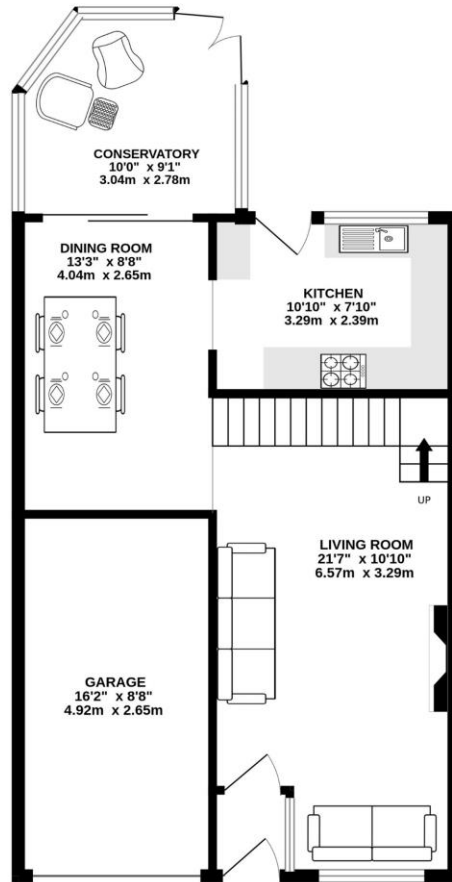 CONSERVATORY
10'0" x 9'1"
3.04m x 2.78m
DINING ROOM
13'3" x 8'8"
4.04m x 2.65m
KITCHEN
10'10" x 7'10"
3.29m x 2.39m
UP
LIVING ROOM
21'7" x 10'10"
6.57m x 3.29m
GARAGE
16'2" x 8'8"
4.92m x 2.65m